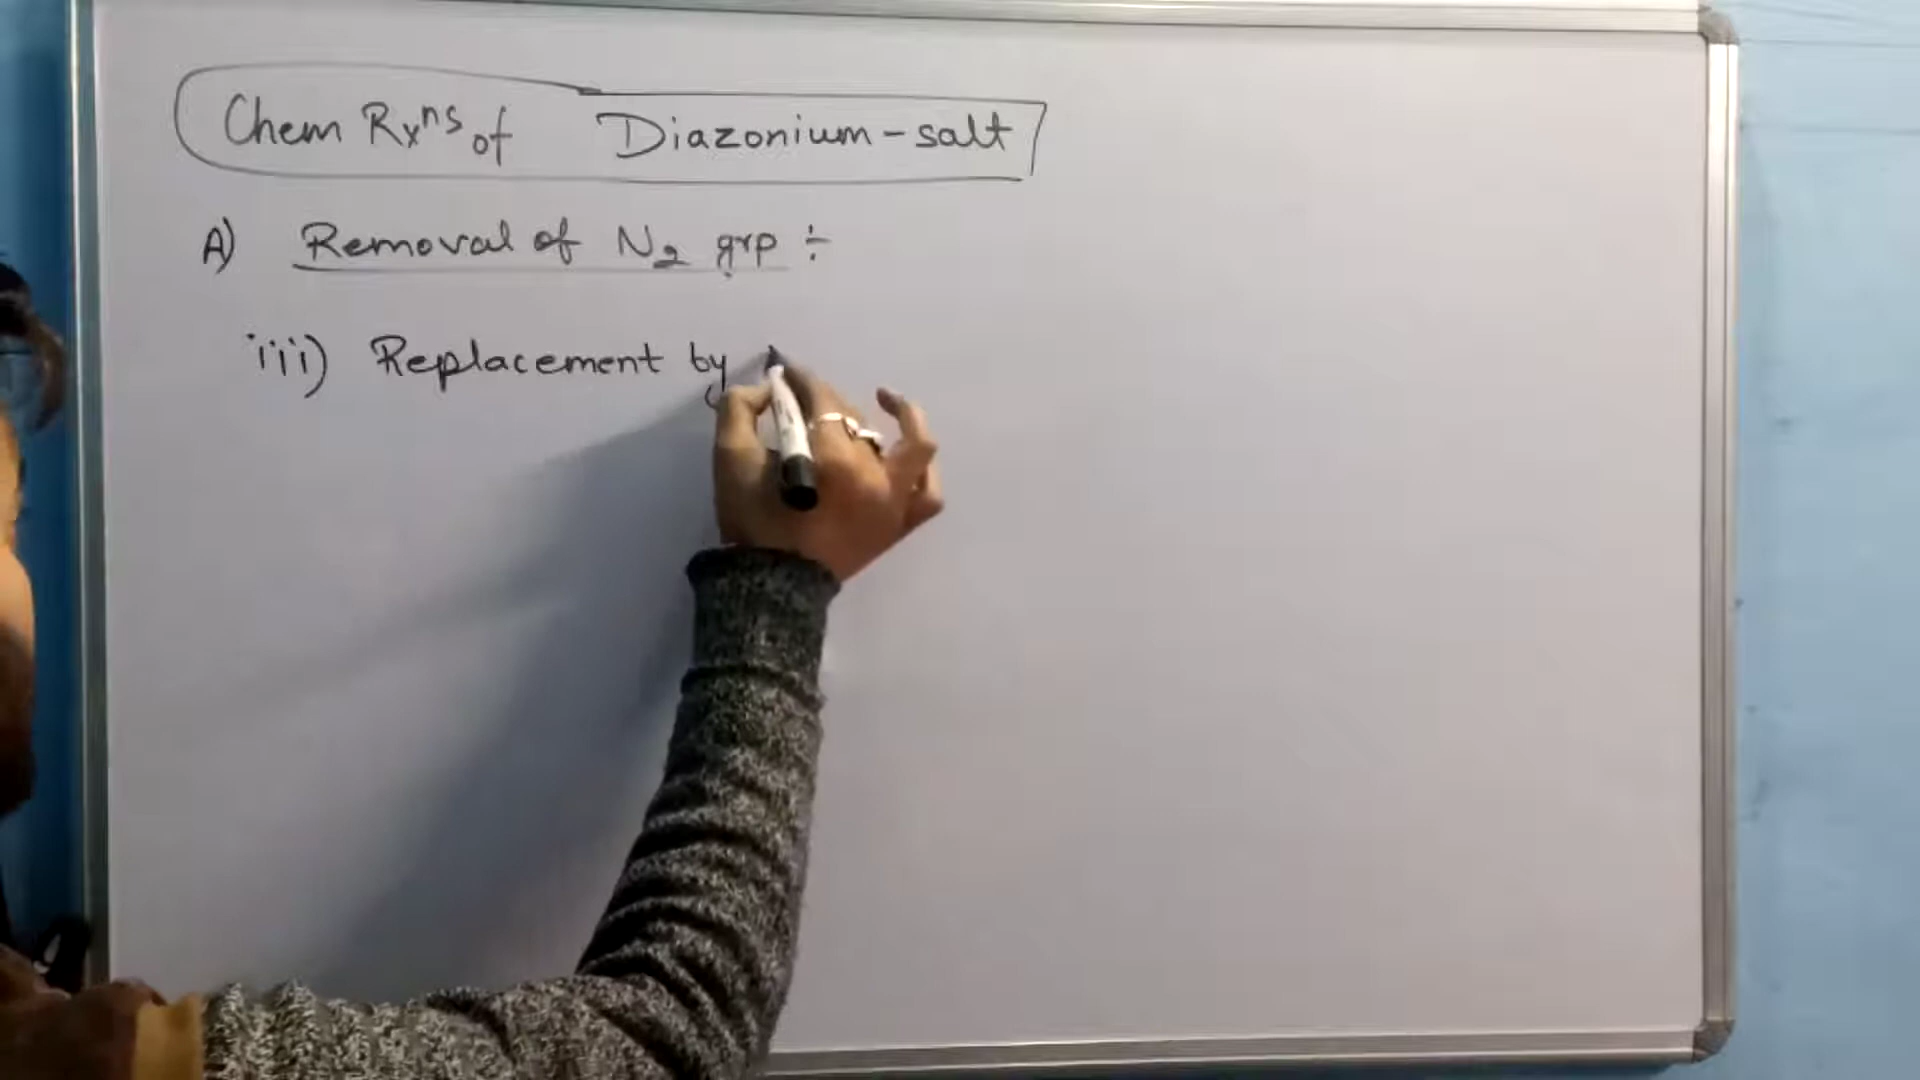 Chem Rxns of Diazonium-salt
A) Removal of N2 grp ÷
iii) Replacement by